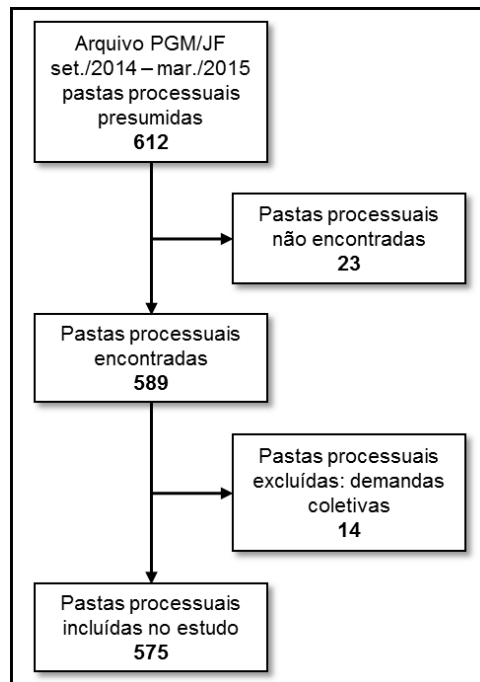 Arquivo PGM/JF
set./2014 – mar./2015
pastas processuais
presumidas
612
Pastas processuais
não encontradas
23
Pastas processuais
encontradas
589
Pastas processuais
excluídas: demandas
coletivas
14
Pastas processuais
incluídas no estudo
575